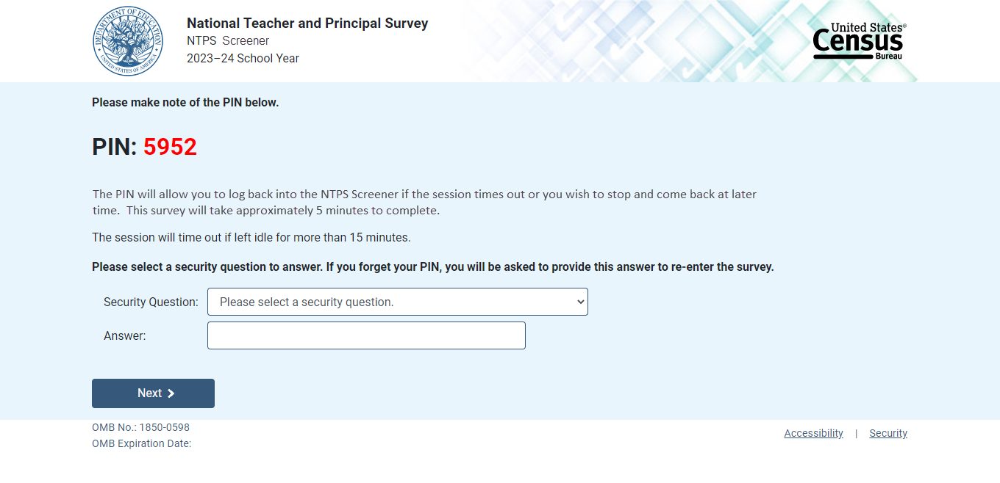 DEPARTMENT OF EDUCATION
UNITED STATES OF AMERICA
National Teacher and Principal Survey
NTPS Screener
2023–24 School Year
United States®
Census
Bureau
Please make note of the PIN below.
PIN: 5952
The PIN will allow you to log back into the NTPS Screener if the session times out or you wish to stop and come back at later
time. This survey will take approximately 5 minutes to complete.
The session will time out if left idle for more than 15 minutes.
Please select a security question to answer. If you forget your PIN, you will be asked to provide this answer to re-enter the survey.
Security Question: Please select a security question.
Answer:
Next
OMB No.: 1850-0598
OMB Expiration Date:
Accessibility | Security